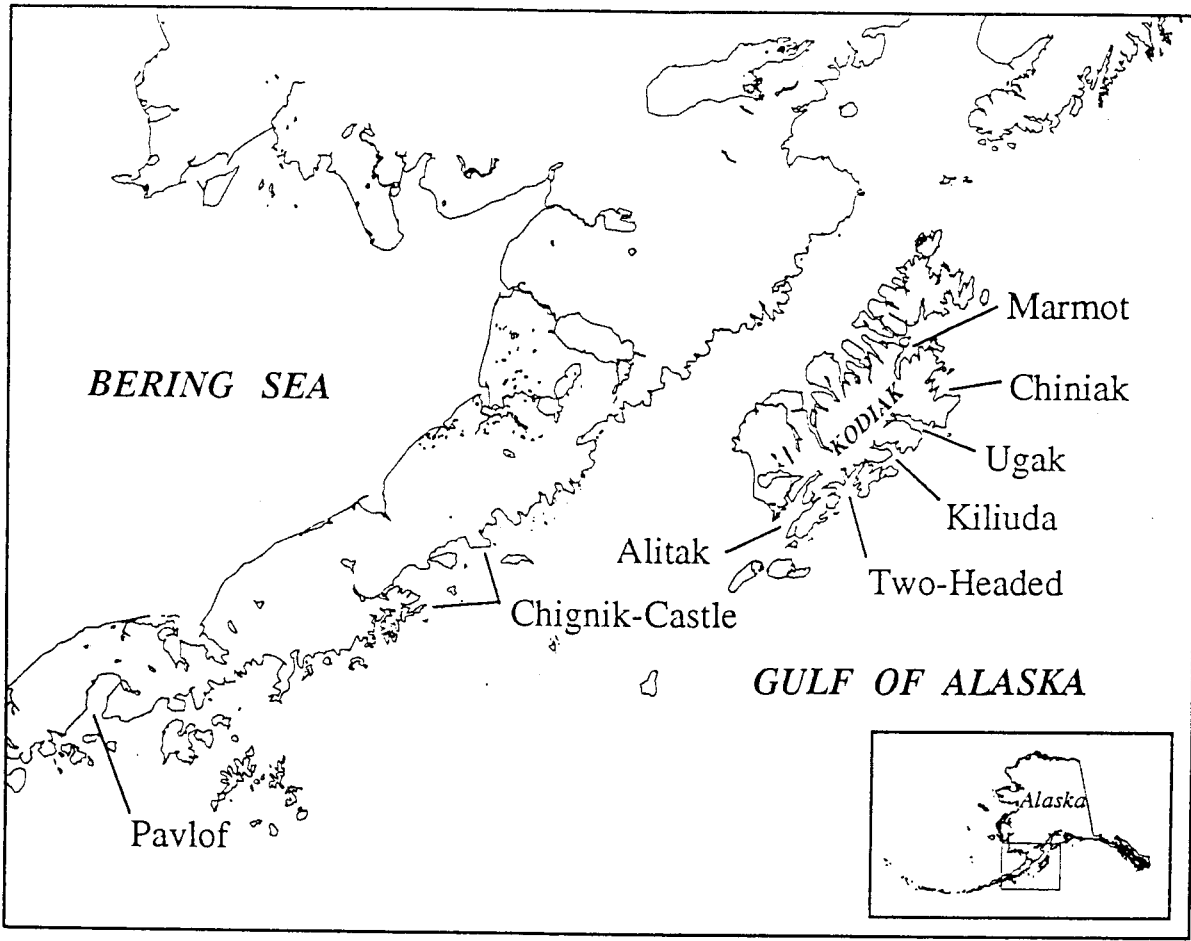 Marmot
BERING SEA
Chiniak
KODIAK
Ugak
Kiliuda
Alitak
Two-Headed
Chignik-Castle
GULF OF ALASKA
Alaska
Pavlof